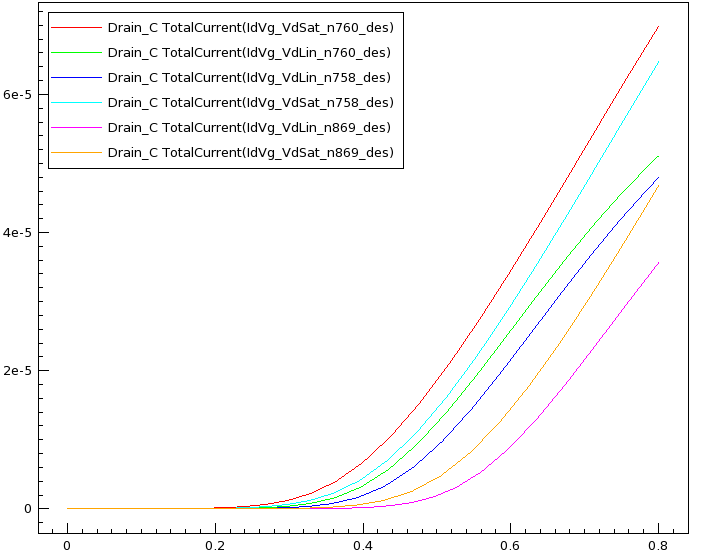 Drain_C TotalCurrent(IdVg_VdSat_n760_des)
Drain_C TotalCurrent(IdVg_VdLin_n760_des)
Drain_C TotalCurrent(IdVg_VdLin_n758_des)
Drain_C TotalCurrent(IdVg_VdSat_n758_des)
Drain_C TotalCurrent(IdVg_VdLin_n869_des)
Drain_C TotalCurrent(IdVg_VdSat_n869_des)
6e-5
4e-5
2e-5
0
0 0.2 0.4 0.6 0.8